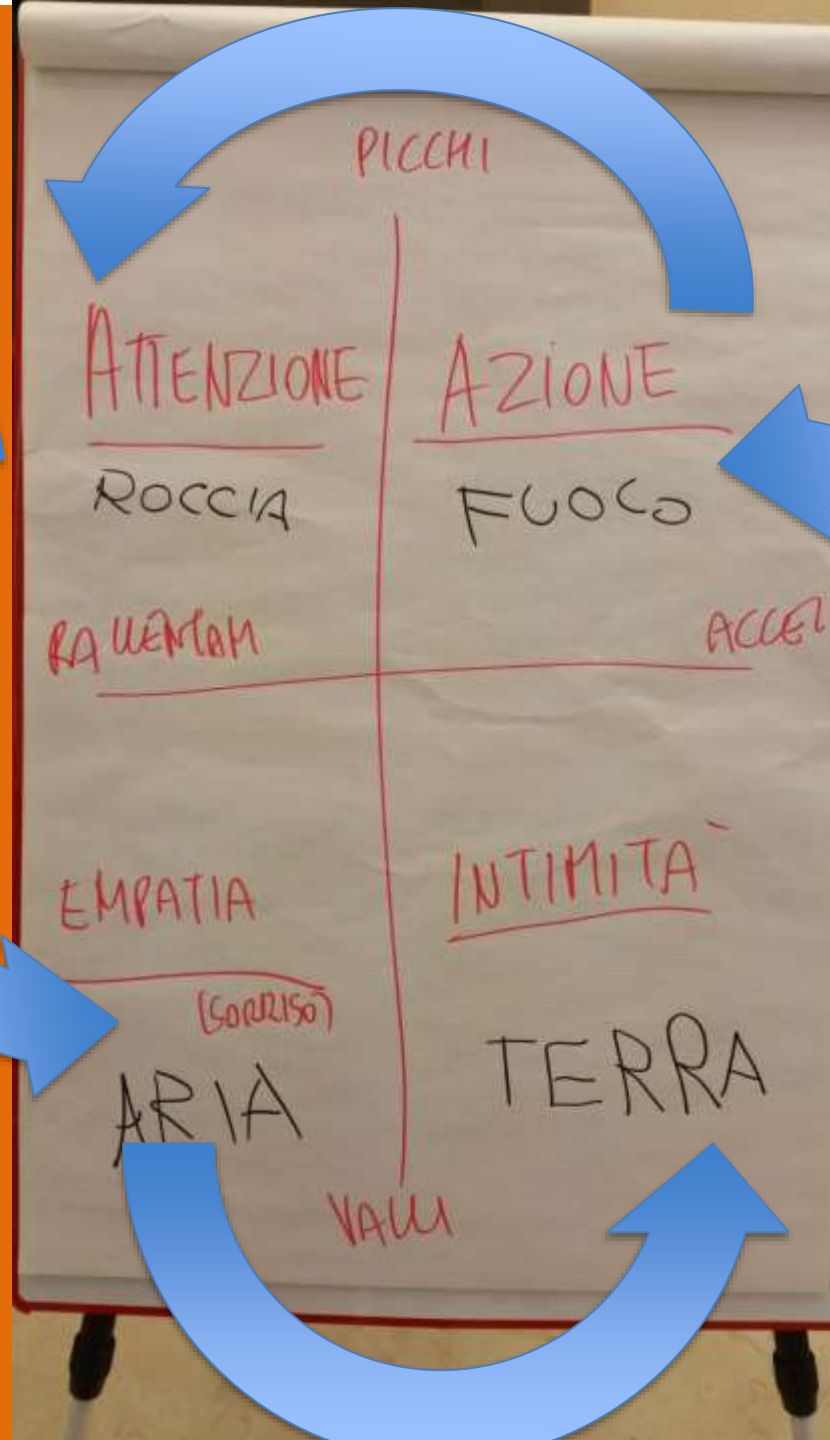 PICCHI
ATTENZIONE
AZIONE
ROCCIA
FUOCO
RALLENTAM
ACCEL
EMPATIA
INTIMITÀ
(SORRISO)
ARIA
TERRA
VALLI